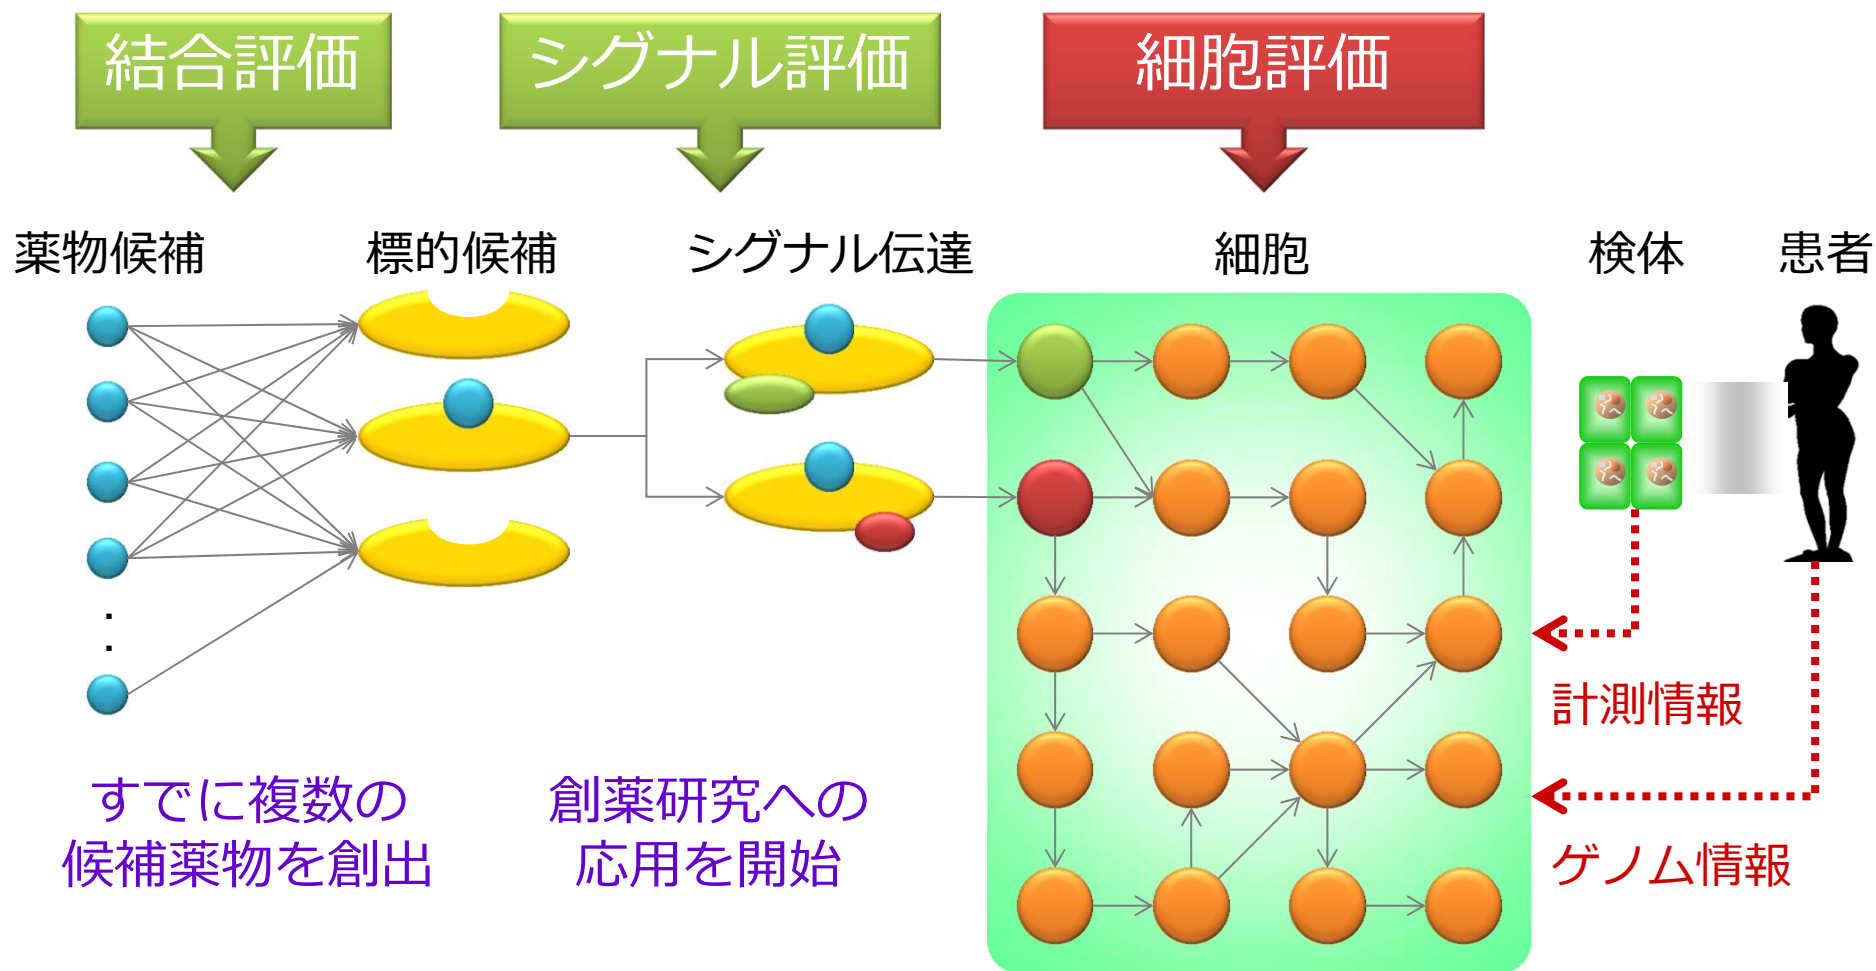 結合評価
シグナル評価
細胞評価
薬物候補
標的候補
シグナル伝達
細胞
検体
患者
計測情報
ゲノム情報
すでに複数の
候補薬物を創出
創薬研究への
応用を開始